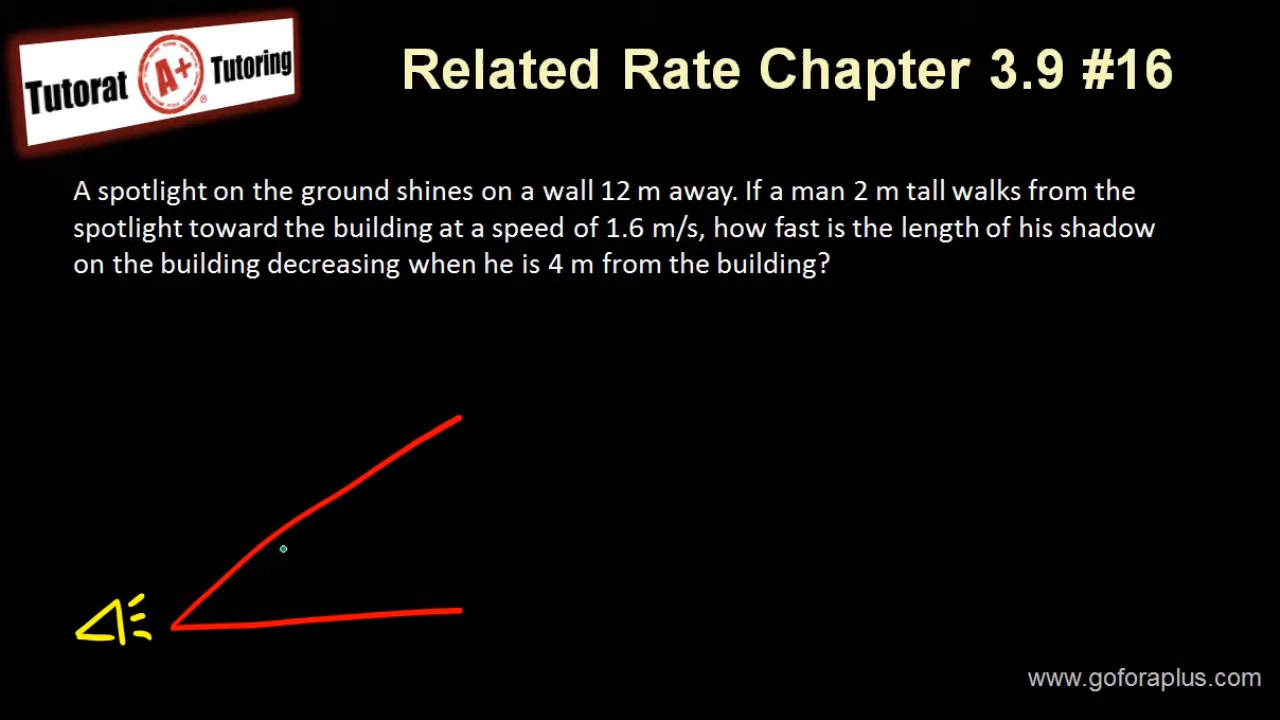 Tutorat A+ Tutoring
Related Rate Chapter 3.9 #16
A spotlight on the ground shines on a wall 12 m away. If a man 2 m tall walks from the
spotlight toward the building at a speed of 1.6 m/s, how fast is the length of his shadow
on the building decreasing when he is 4 m from the building?
www.goforaplus.com